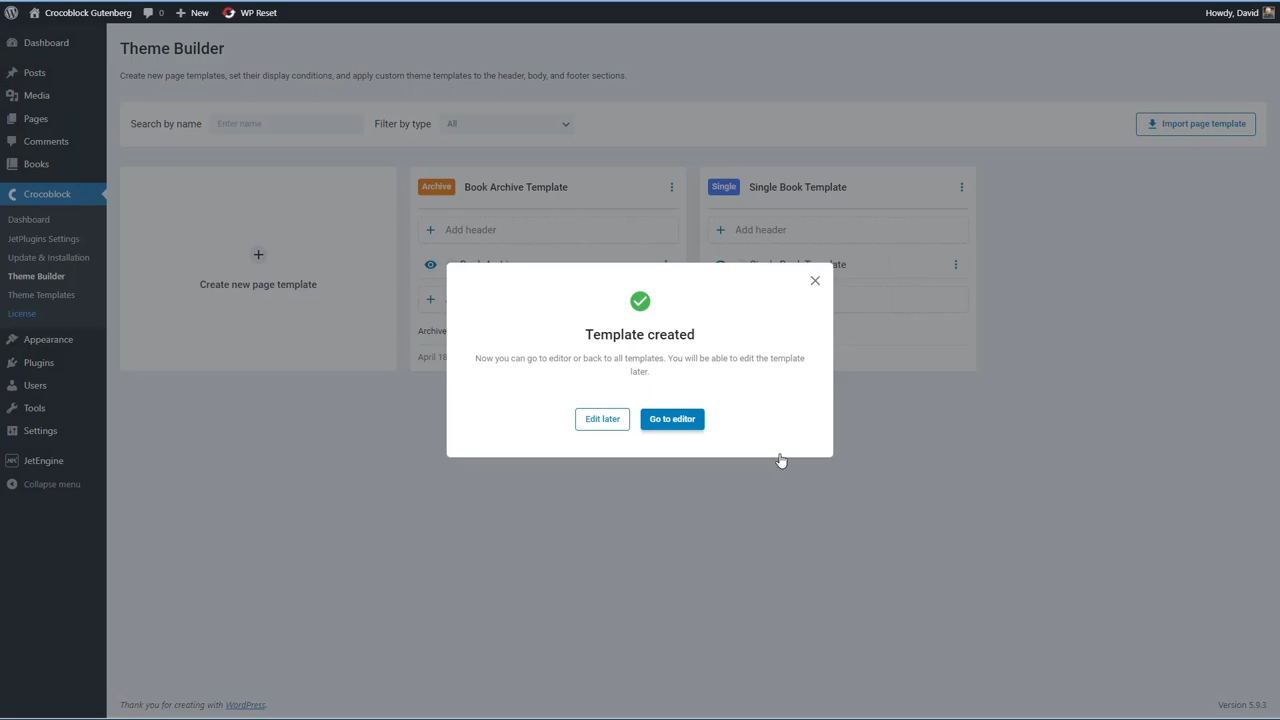 Crocoblock Gutenberg 0 New WP Reset Howdy, David
Dashboard
Posts
Media
Pages
Comments
Books
Crocoblock
Dashboard
JetPlugins Settings
Update & Installation
Theme Builder
Theme Templates
License
Appearance
Plugins
Users
Tools
Settings
JetEngine
Collapse menu
Theme Builder
Create new page templates, set their display conditions, and apply custom theme templates to the header, body, and footer sections.
Search by name Enter name Filter by type All Import page template
Create new page template
Archive Book Archive Template
Add header
Archive
April 18
Single Single Book Template
Add header
Template created
Now you can go to editor or back to all templates. You will be able to edit the template
later.
Edit later Go to editor
Thank you for creating with WordPress.
Version 5.9.3